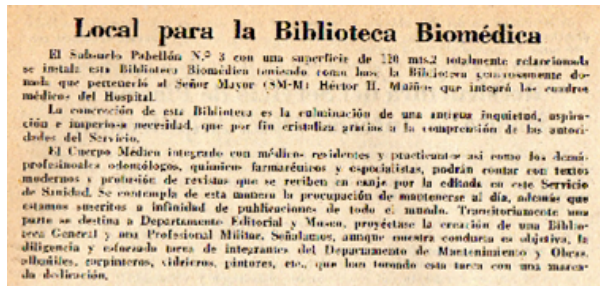 Local para la Biblioteca Biomédica
El Subsuelo Pabellón N.º 3 con una superficie de 120 mts.2 totalmente refaccionada
se instala esta Biblioteca Biomédica teniendo como base la Biblioteca generosamente do-
nada que perteneció al Señor Mayor (SM-M) Héctor H. que integró los cuadros
médicos del Hospital.
La concreción de esta Biblioteca es la culminación de una antigua inquietud, aspira-
ción e imperiosa necesidad, que por fin cristaliza gracias a la comprensión de las autori-
dades del Servicio.
El Cuerpo Médico integrado con médicos residentes y practicantes así como los demás
profesionales odontólogos, químico-farmacéuticos y especialistas, podrán contar con textos
modernos y profusión de revistas que se reciben en canje por la editada en este Servicio
de Sanidad. Se contempla de esta manera la preocupación de mantenerse al día, además que
estamos suscritos a infinidad de publicaciones de todo el mundo. Transitoriamente una
parte se destina a Departamento Editorial y Museo, proyéctase la creación de una Biblio-
teca General y una Profesional Militar. Señalamos, aunque nuestra conducta es objetiva, la
diligencia y esforzada tarea de integrantes del Departamento de Mantenimiento y Obras,
albañiles, carpinteros, vidrieros, pintores, etc., que han tomado esta tarea con una marca-
da dedicación.